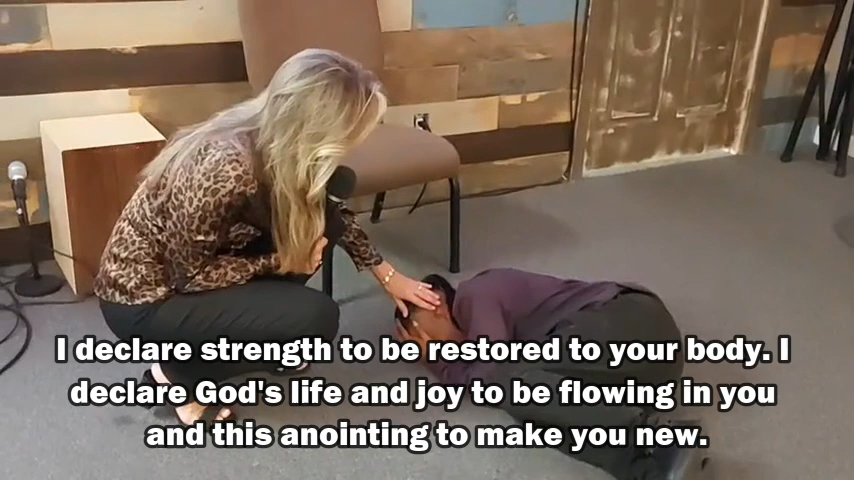 I declare strength to be restored to your body. I
declare God's life and joy to be flowing in you
and this anointing to make you new.